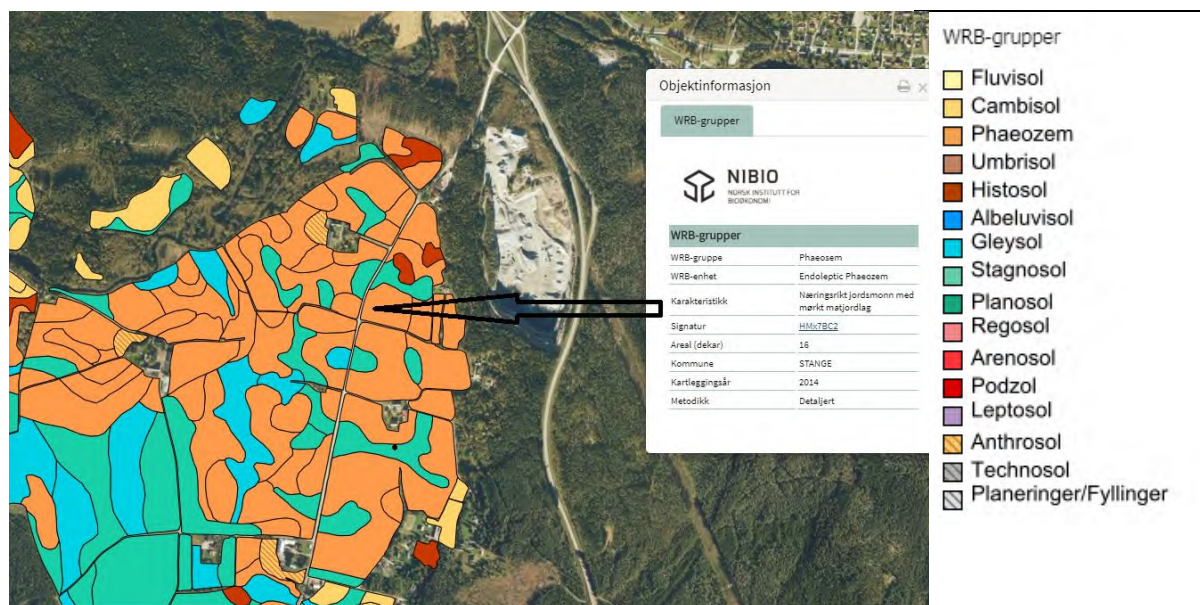 Objektinformasjon
WRB-grupper
NIBIO
NORSK INSTITUTT FOR
BIOØKONOMI
WRB-grupper
WRB-gruppe Phaeosem
WRB-enhet Endoleptic Phaeozem
Karakteristikk Næringsrikt jordsmonn med
mørkt matjordlag
Signatur HMx7BC2
Areal (dekar) 16
Kommune STANGE
Kartleggingsår 2014
Metodikk Detaljert
WRB-grupper
Fluvisol
Cambisol
Phaeozem
Umbrisol
Histosol
Albeluvisol
Gleysol
Stagnosol
Planosol
Regosol
Arenosol
Podzol
Leptosol
Anthrosol
Technosol
Planeringer/Fyllinger